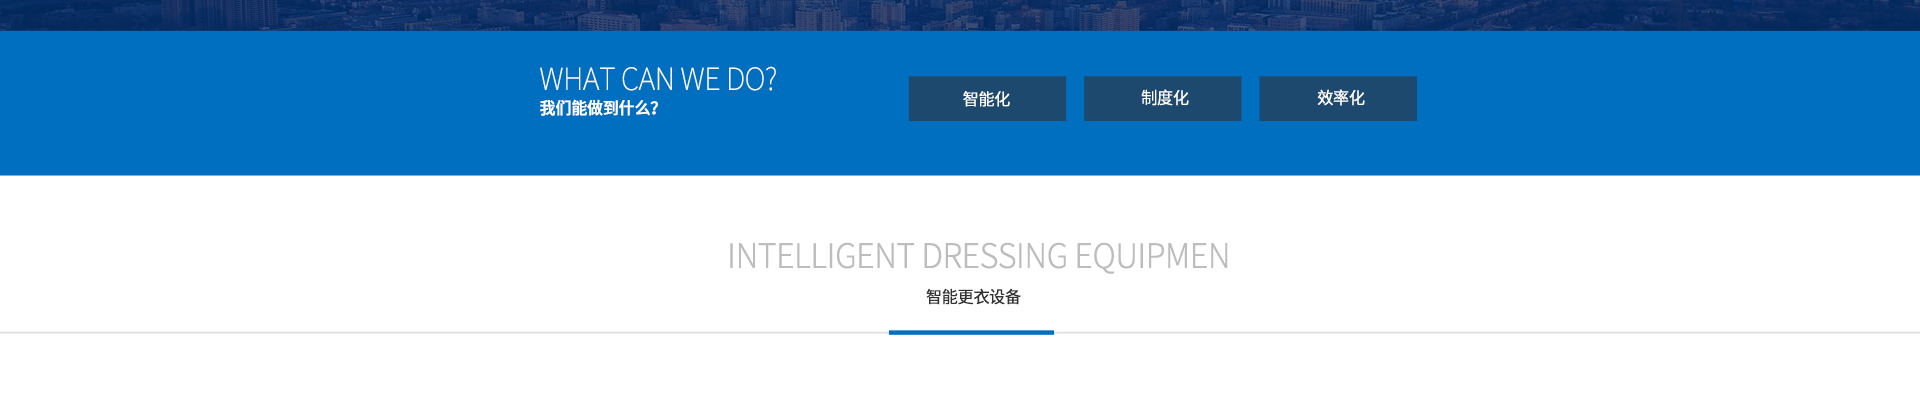 WHAT CAN WE DO?
我们能做到什么?
智能化
制度化
效率化
INTELLIGENT DRESSING EQUIPMEN
智能更衣设备